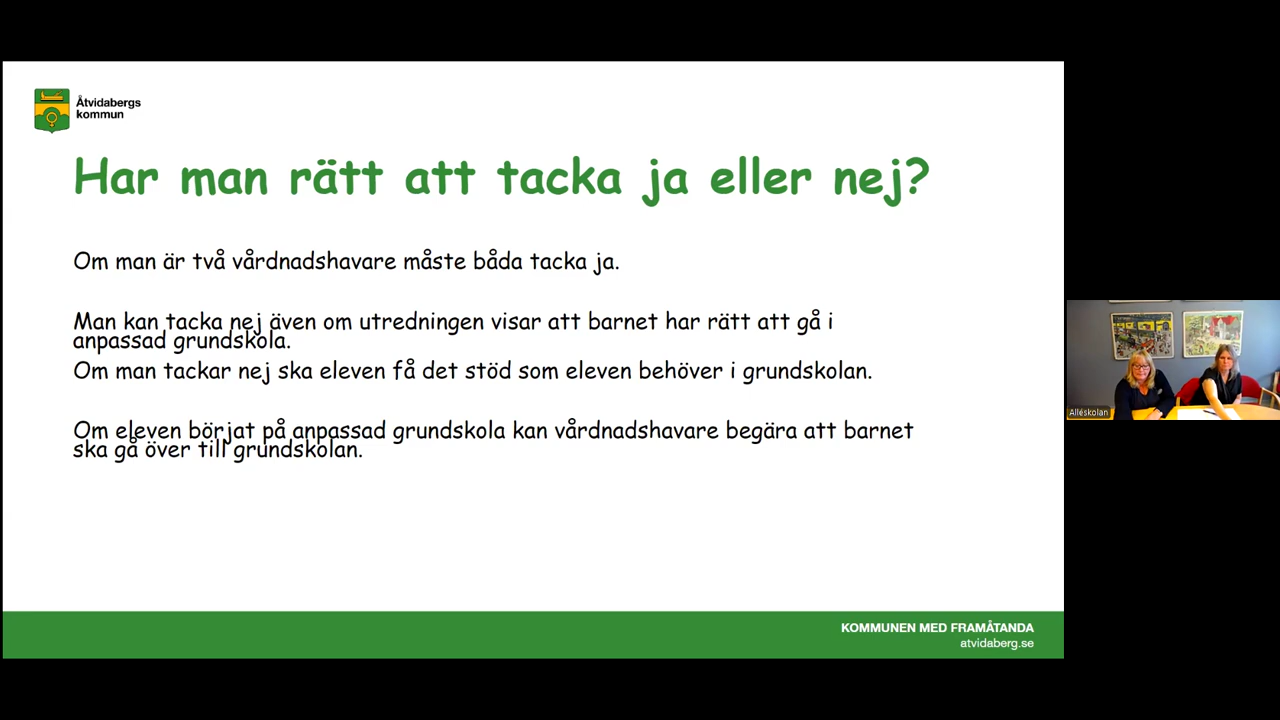 Åtvidabergs
kommun
Har man rätt att tacka ja eller nej?
Om man är två vårdnadshavare måste båda tacka ja.
Man kan tacka nej även om utredningen visar att barnet har rätt att gå i
anpassad grundskola.
Om man tackar nej ska eleven få det stöd som eleven behöver i grundskolan.
Om eleven börjat på anpassad grundskola kan vårdnadshavare begära att barnet
ska gå över till grundskolan.
Alléskolan
KOMMUNEN MED FRAMÅTANDA
atvidaberg.se